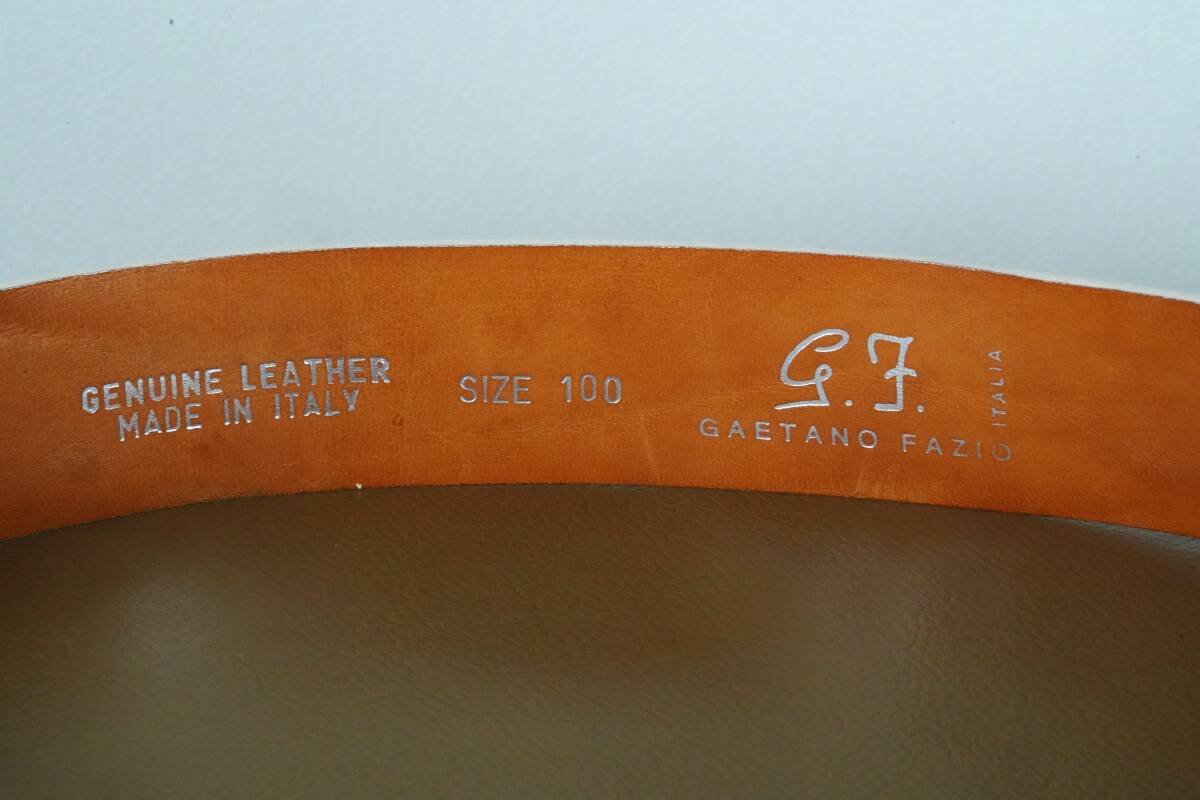 GENUINE LEATHER
MADE IN ITALY
SIZE 100
G.F.
GAETANO FAZIO
ITALIA